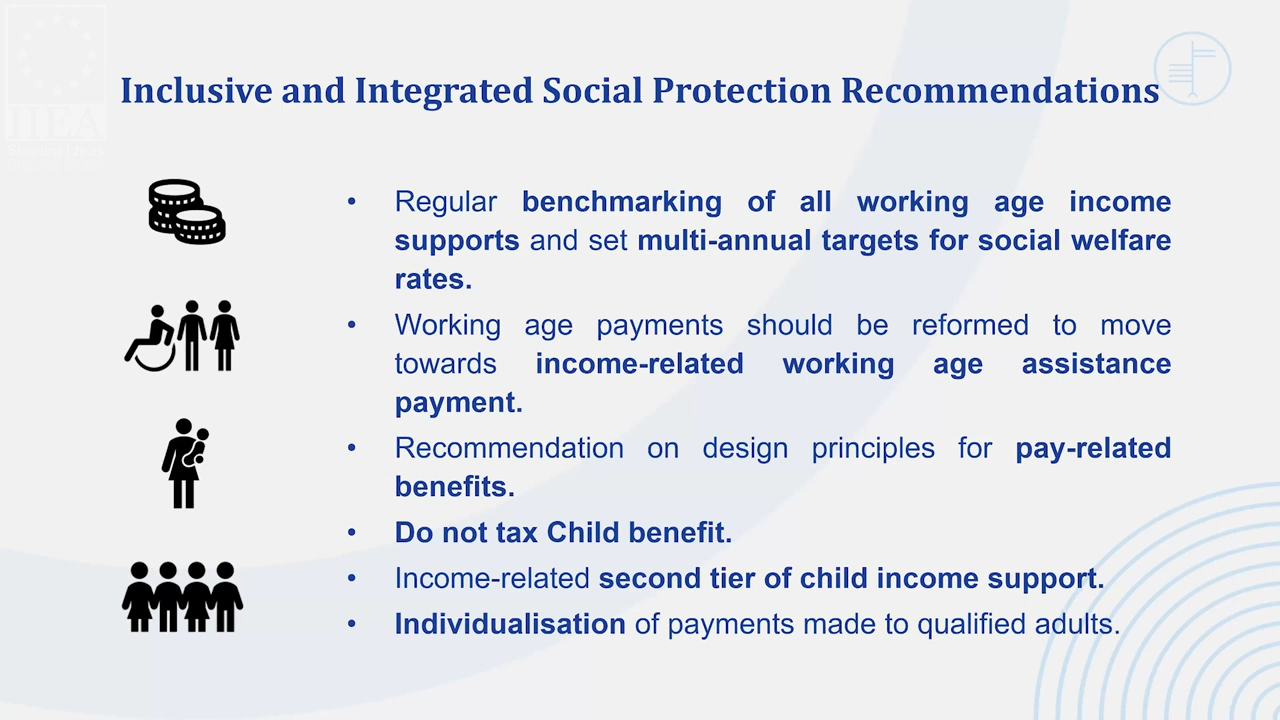 IIEA
Inclusive and Integrated Social Protection Recommendations
• Regular benchmarking of all working age income
supports and set multi-annual targets for social welfare
rates.
• Working age payments should be reformed to move
towards income-related working age assistance
payment.
• Recommendation on design principles for pay-related
benefits.
• Do not tax Child benefit.
• Income-related second tier of child income support.
• Individualisation of payments made to qualified adults.